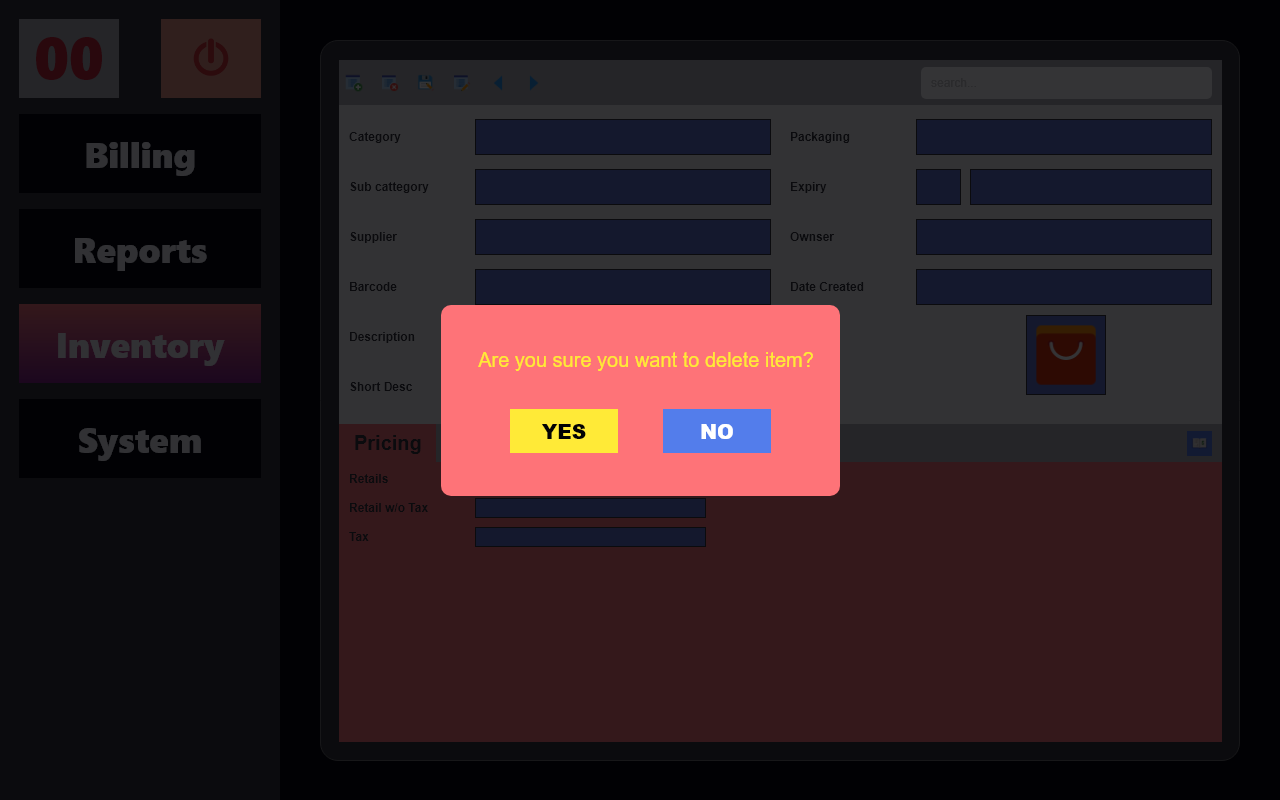 00
Billing
Reports
Inventory
System
search...
Category
Packaging
Sub cattegory
Expiry
Supplier
Ownser
Barcode
Date Created
Description
Short Desc
Are you sure you want to delete item?
YES
NO
Pricing
Retails
Retail w/o Tax
Tax